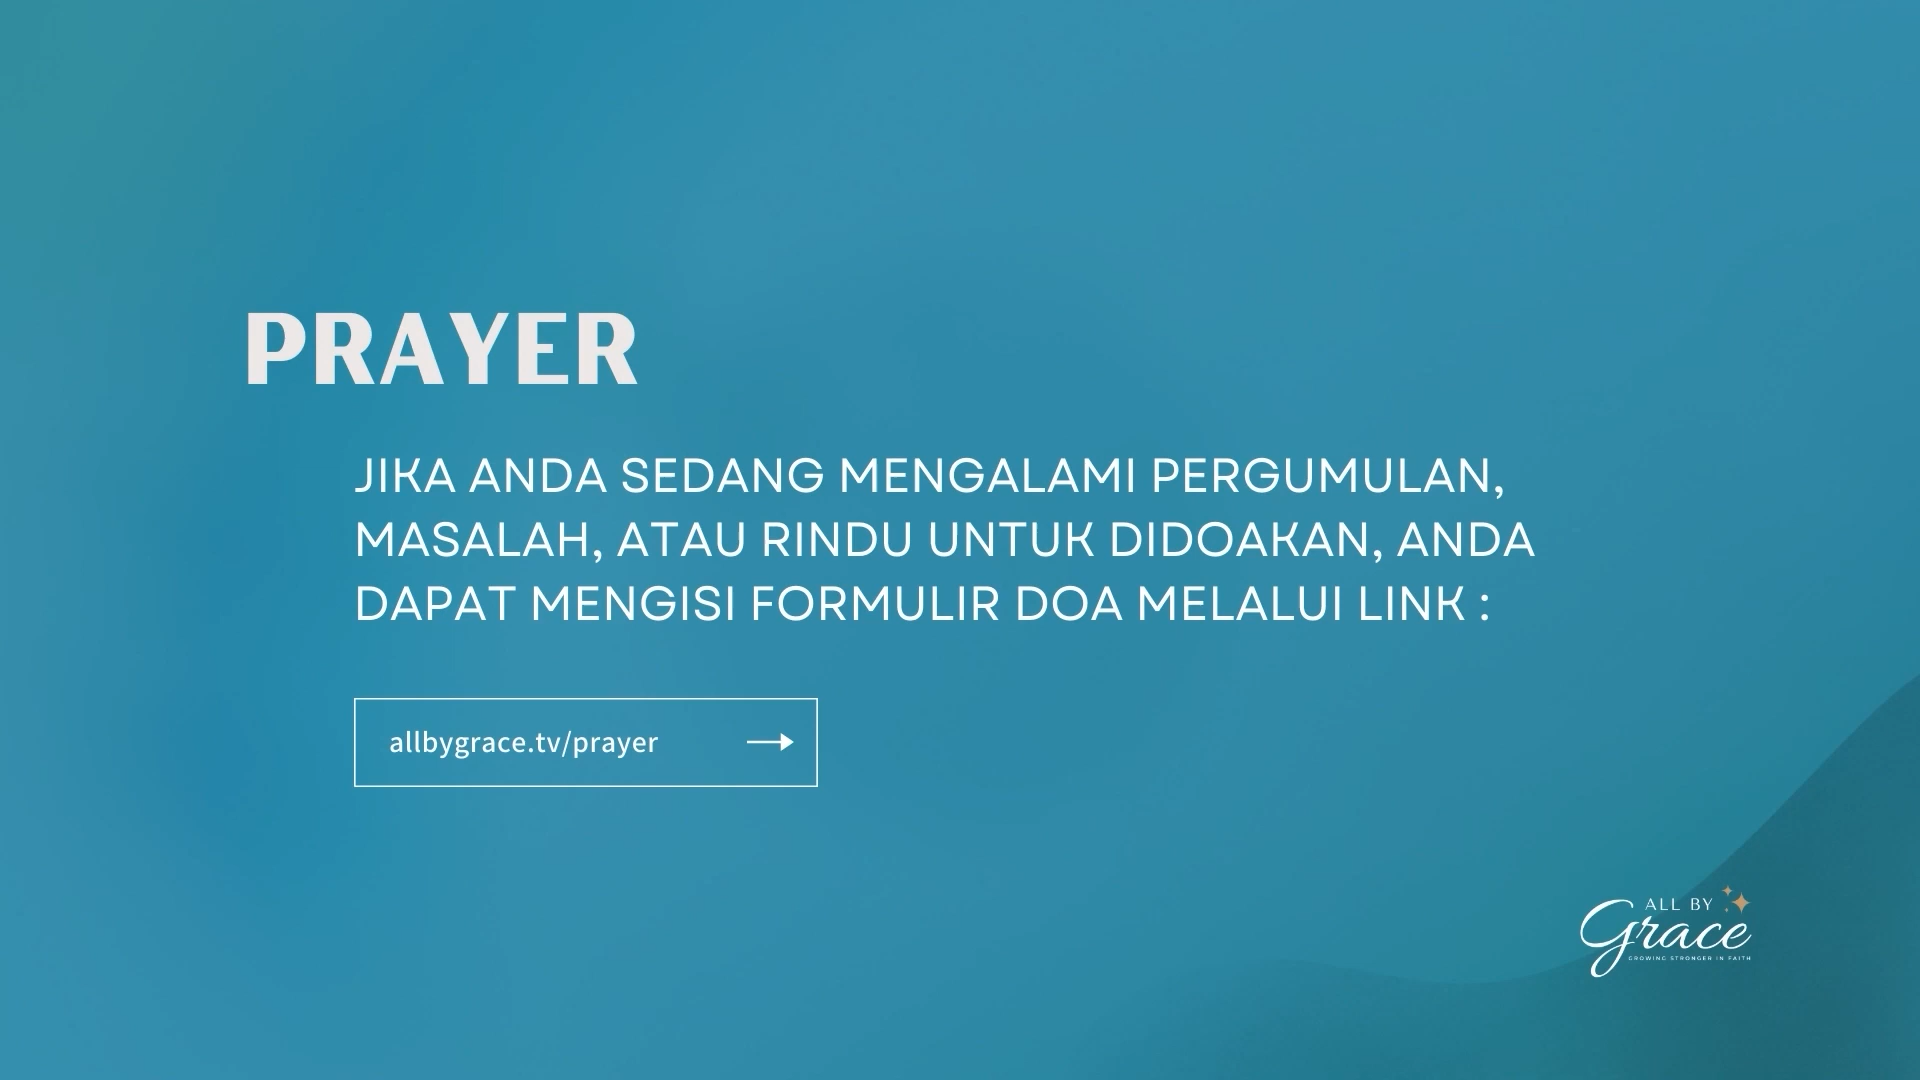 PRAYER
JIKA ANDA SEDANG MENGALAMI PERGUMULAN,
MASALAH, ATAU RINDU UNTUK DIDOAKAN, ANDA
DAPAT MENGISI FORMULIR DOA MELALUI LINK :
allbygrace.tv/prayer
ALL BY
Grace
GROWING STRONGER IN FAITH